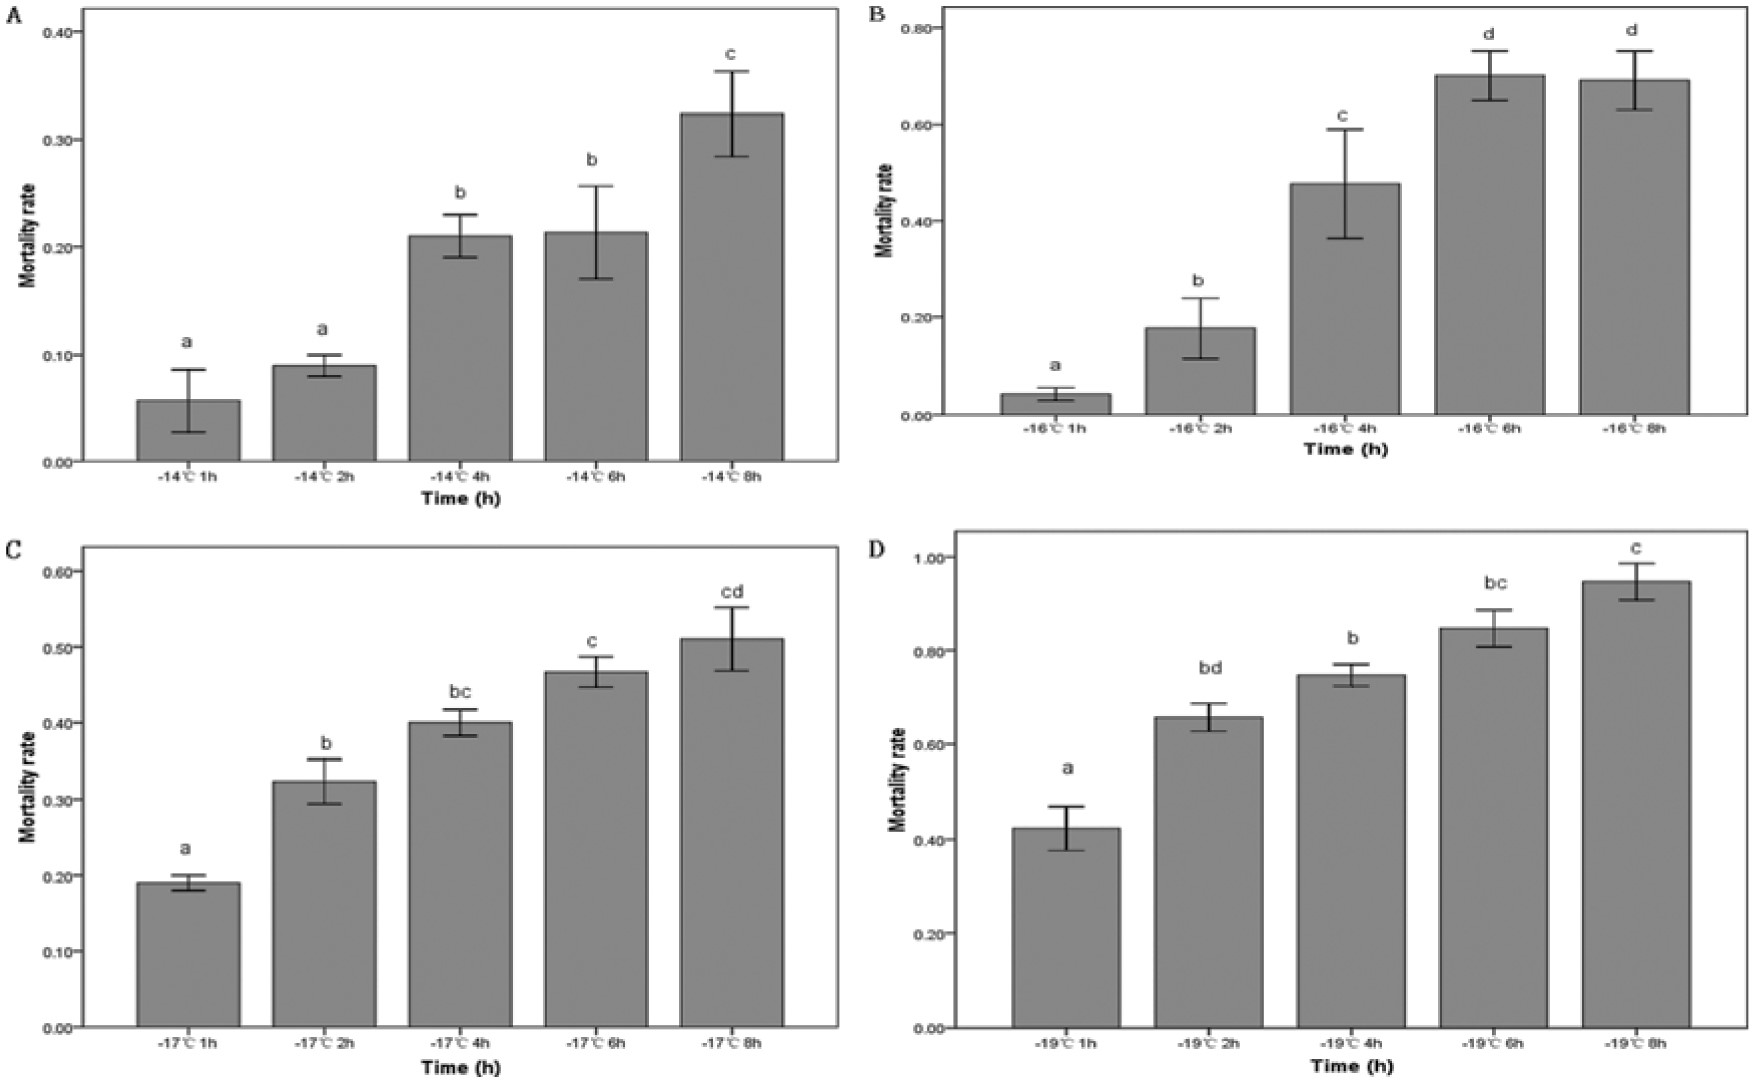 A
Mortality rate
0.40
0.30
0.20
0.10
0.00
c
b
b
a
a
-14℃ 1h -14℃ 2h -14℃ 4h -14℃ 6h -14℃ 8h
Time (h)
B
Mortality rate
0.80
0.60
0.40
0.20
0.00
d d
c
b
a
-16℃ 1h -16℃ 2h -16℃ 4h -16℃ 6h -16℃ 8h
Time (h)
C
Mortality rate
0.60
0.50
0.40
0.30
0.20
0.10
0.00
cd
c
bc
b
a
-17℃ 1h -17℃ 2h -17℃ 4h -17℃ 6h -17℃ 8h
Time (h)
D
Mortality rate
1.00
0.80
0.60
0.40
0.20
0.00
c
bc
b
bd
a
-19℃ 1h -19℃ 2h -19℃ 4h -19℃ 6h -19℃ 8h
Time (h)